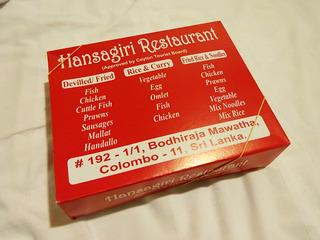 Hansagiri Restaurant
(Approved by Ceylon Tourist Board)
Devilled/ Fried
Fish
Chicken
Cuttle Fish
Prawns
Sausages
Mallat
Handallo
Rice & Curry
Vegetable
Egg
Omlet
Fish
Chicken
Fried Rice & Noodles
Fish
Chicken
Prawns
Egg
Vegetable
Mix Noodles
Mix Rice
# 192 - 1/1, Bodhiraja Mawatha,
Colombo - 11, Sri Lanka.
Hansagiri Restaurant